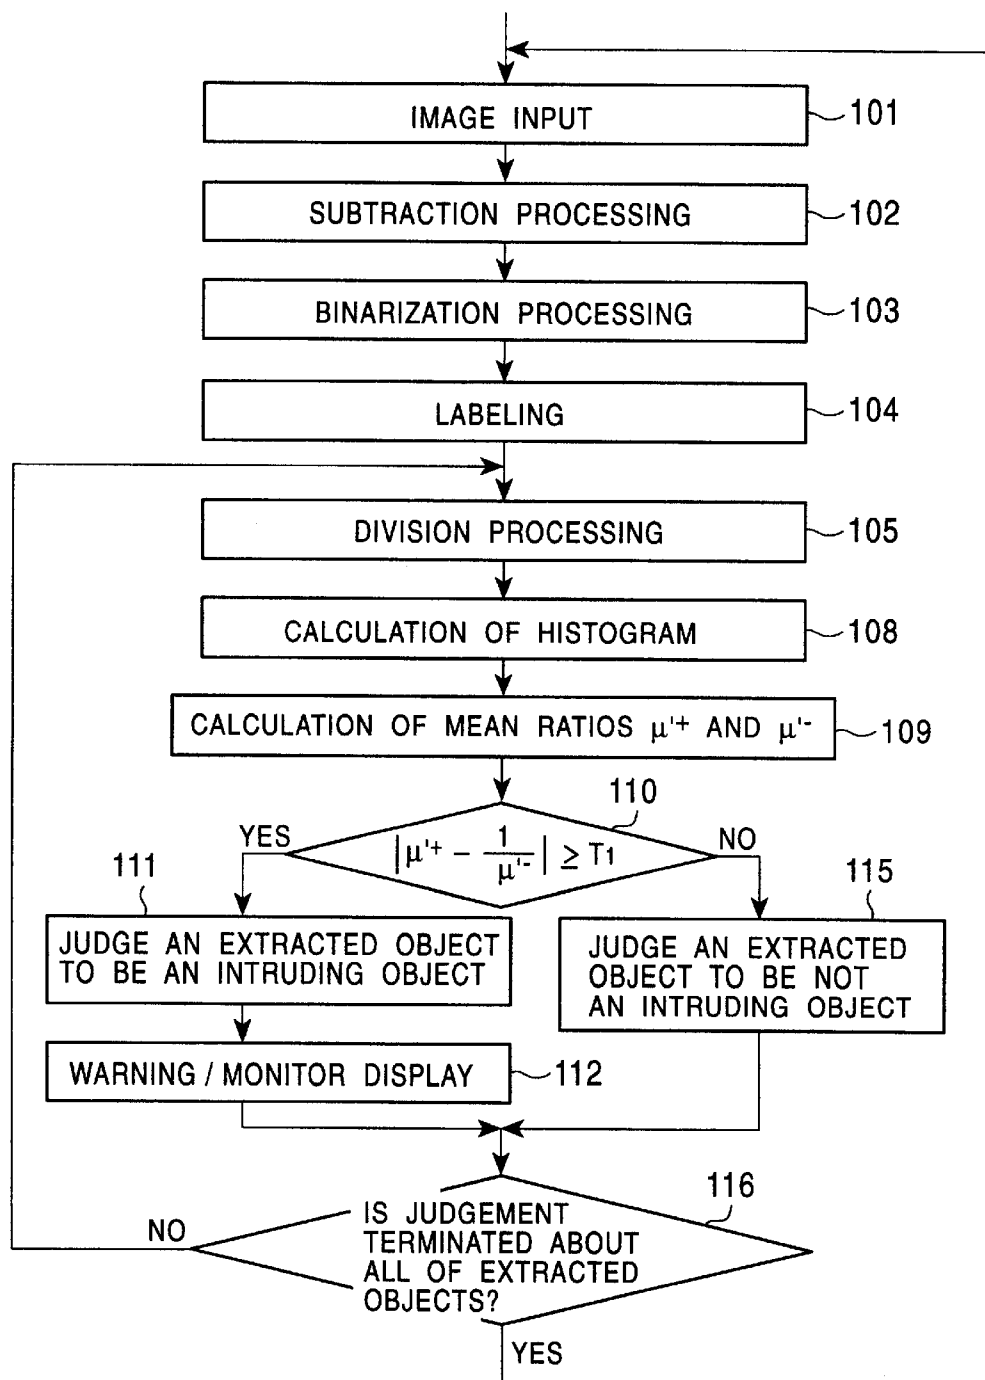 IMAGE INPUT
101
SUBTRACTION PROCESSING
102
BINARIZATION PROCESSING
103
LABELING
104
DIVISION PROCESSING
105
CALCULATION OF HISTOGRAM
108
CALCULATION OF MEAN RATIOS μ'+ AND μ'-
109
110
YES
|μ'+ - 1/μ'-| ≥ T1
NO
111
JUDGE AN EXTRACTED OBJECT
TO BE AN INTRUDING OBJECT
115
JUDGE AN EXTRACTED
OBJECT TO BE NOT
AN INTRUDING OBJECT
WARNING / MONITOR DISPLAY
112
116
NO
IS JUDGEMENT
TERMINATED ABOUT
ALL OF EXTRACTED
OBJECTS?
YES